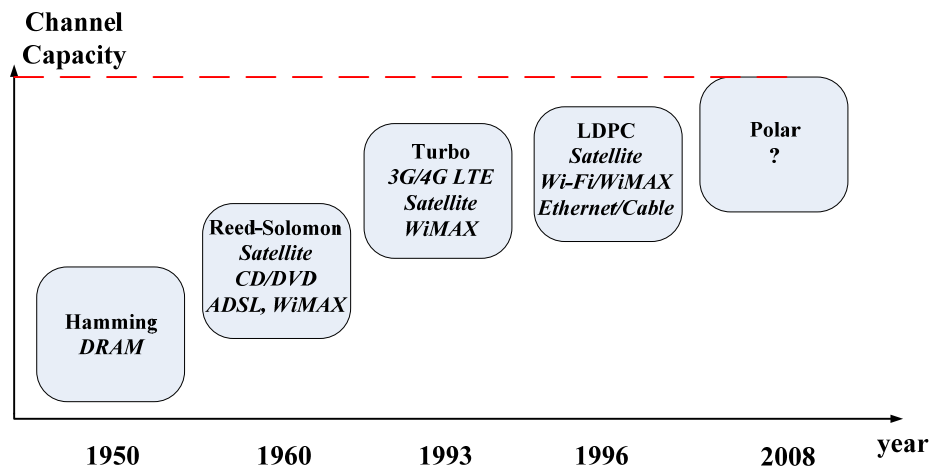 Channel
Capacity
Hamming
DRAM
Reed-Solomon
Satellite
CD/DVD
ADSL, WiMAX
Turbo
3G/4G LTE
Satellite
WiMAX
LDPC
Satellite
Wi-Fi/WiMAX
Ethernet/Cable
Polar
?
year
1950
1960
1993
1996
2008